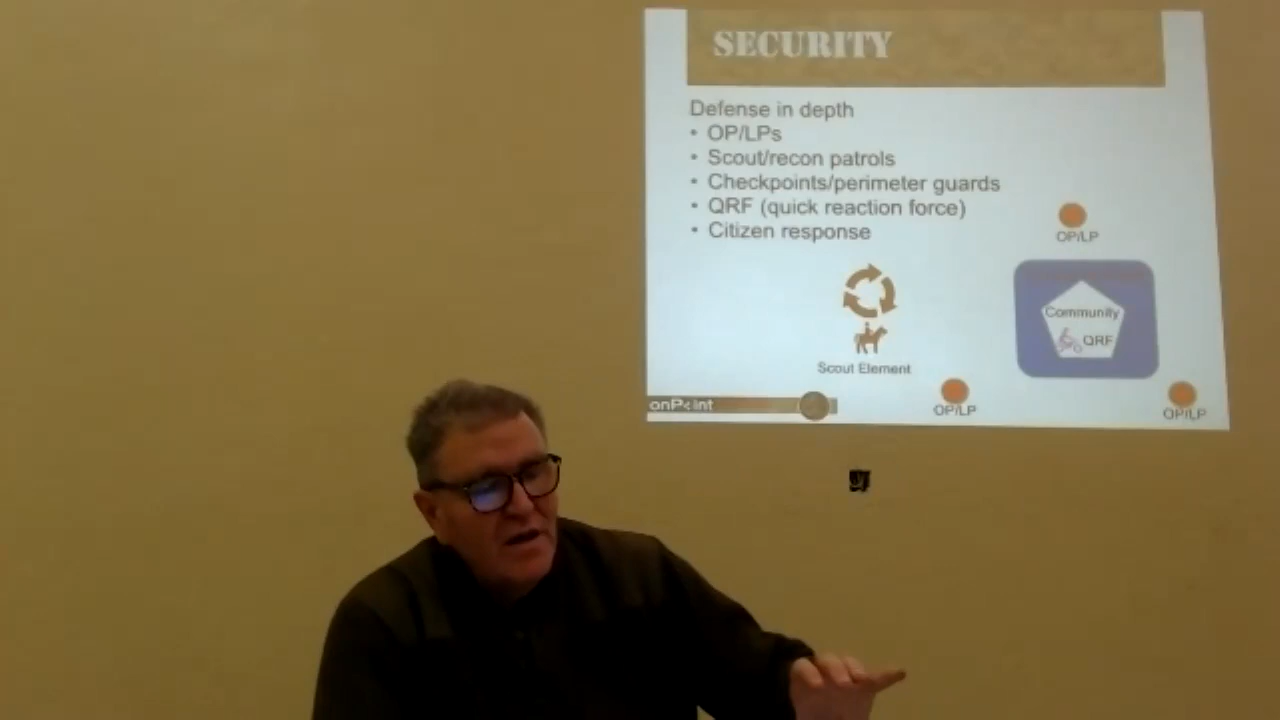 SECURITY
Defense in depth
• OP/LPs
• Scout/recon patrols
• Checkpoints/perimeter guards
• QRF (quick reaction force)
• Citizen response
OP/LP
Community
QRF
Scout Element
onPoint
OP/LP
OP/LP